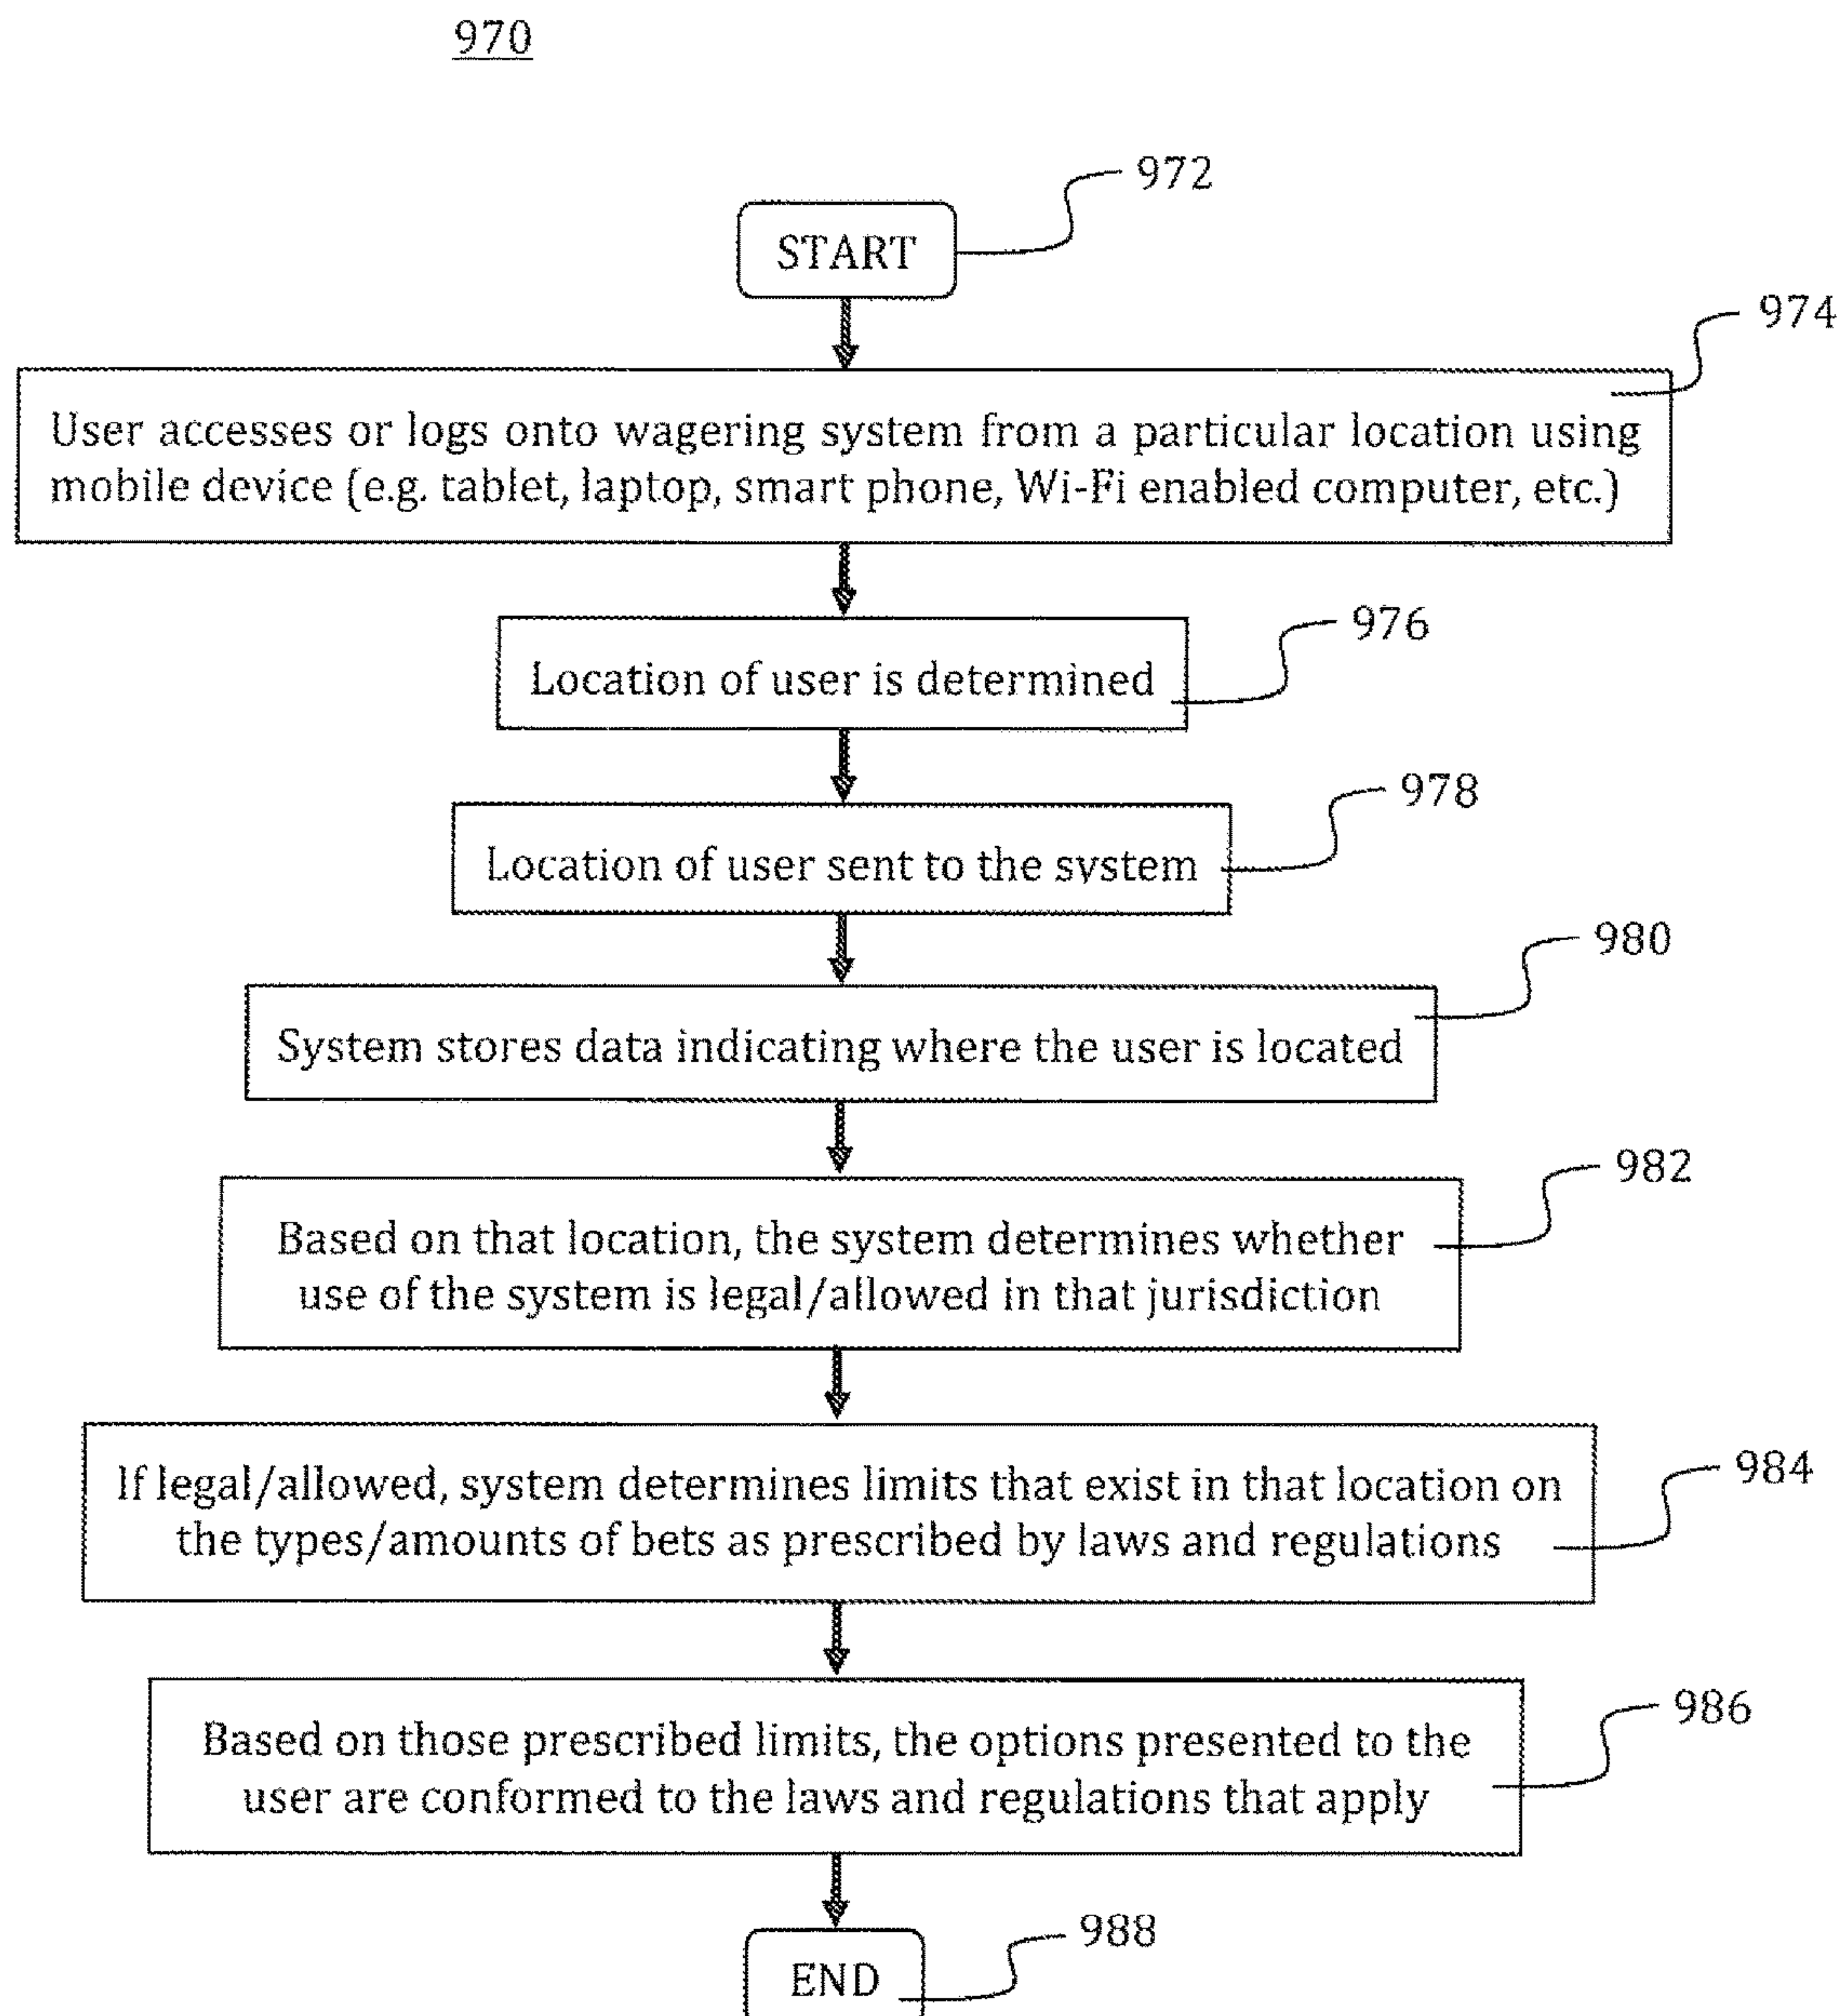 970
972
START
974
User accesses or logs onto wagering system from a particular location using
mobile device (e.g. tablet, laptop, smart phone, Wi-Fi enabled computer, etc.)
976
Location of user is determined
978
Location of user sent to the system
980
System stores data indicating where the user is located
982
Based on that location, the system determines whether
use of the system is legal/allowed in that jurisdiction
984
If legal/allowed, system determines limits that exist in that location on
the types/amounts of bets as prescribed by laws and regulations
986
Based on those prescribed limits, the options presented to the
user are conformed to the laws and regulations that apply
988
END